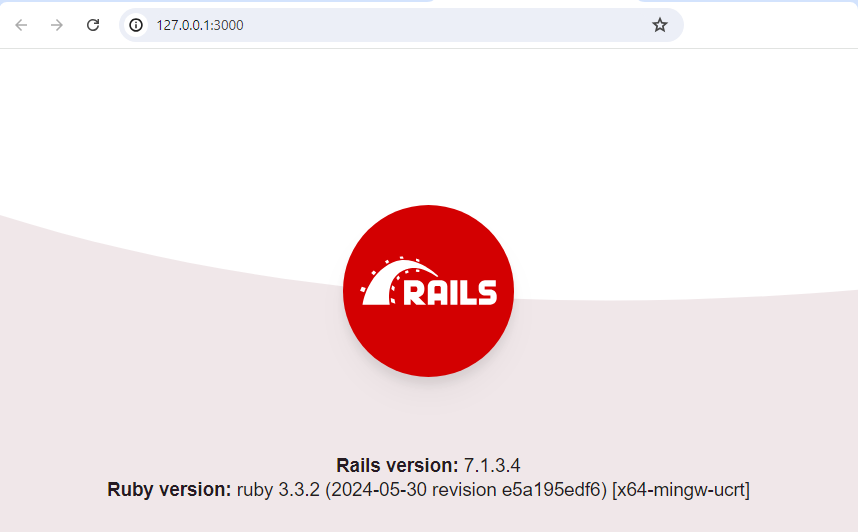 127.0.0.1:3000
RAILS
Rails version: 7.1.3.4
Ruby version: ruby 3.3.2 (2024-05-30 revision e5a195edf6) [x64-mingw-ucrt]